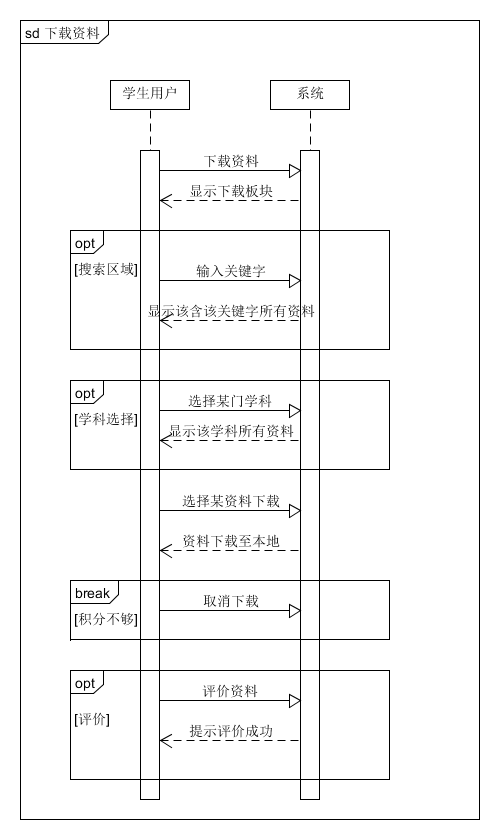 sd 下载资料
学生用户
系统
下载资料
显示下载板块
opt
[搜索区域]
输入关键字
显示该含该关键字所有资料
opt
[学科选择]
选择某门学科
显示该学科所有资料
选择某资料下载
资料下载至本地
break
[积分不够]
取消下载
opt
[评价]
评价资料
提示评价成功